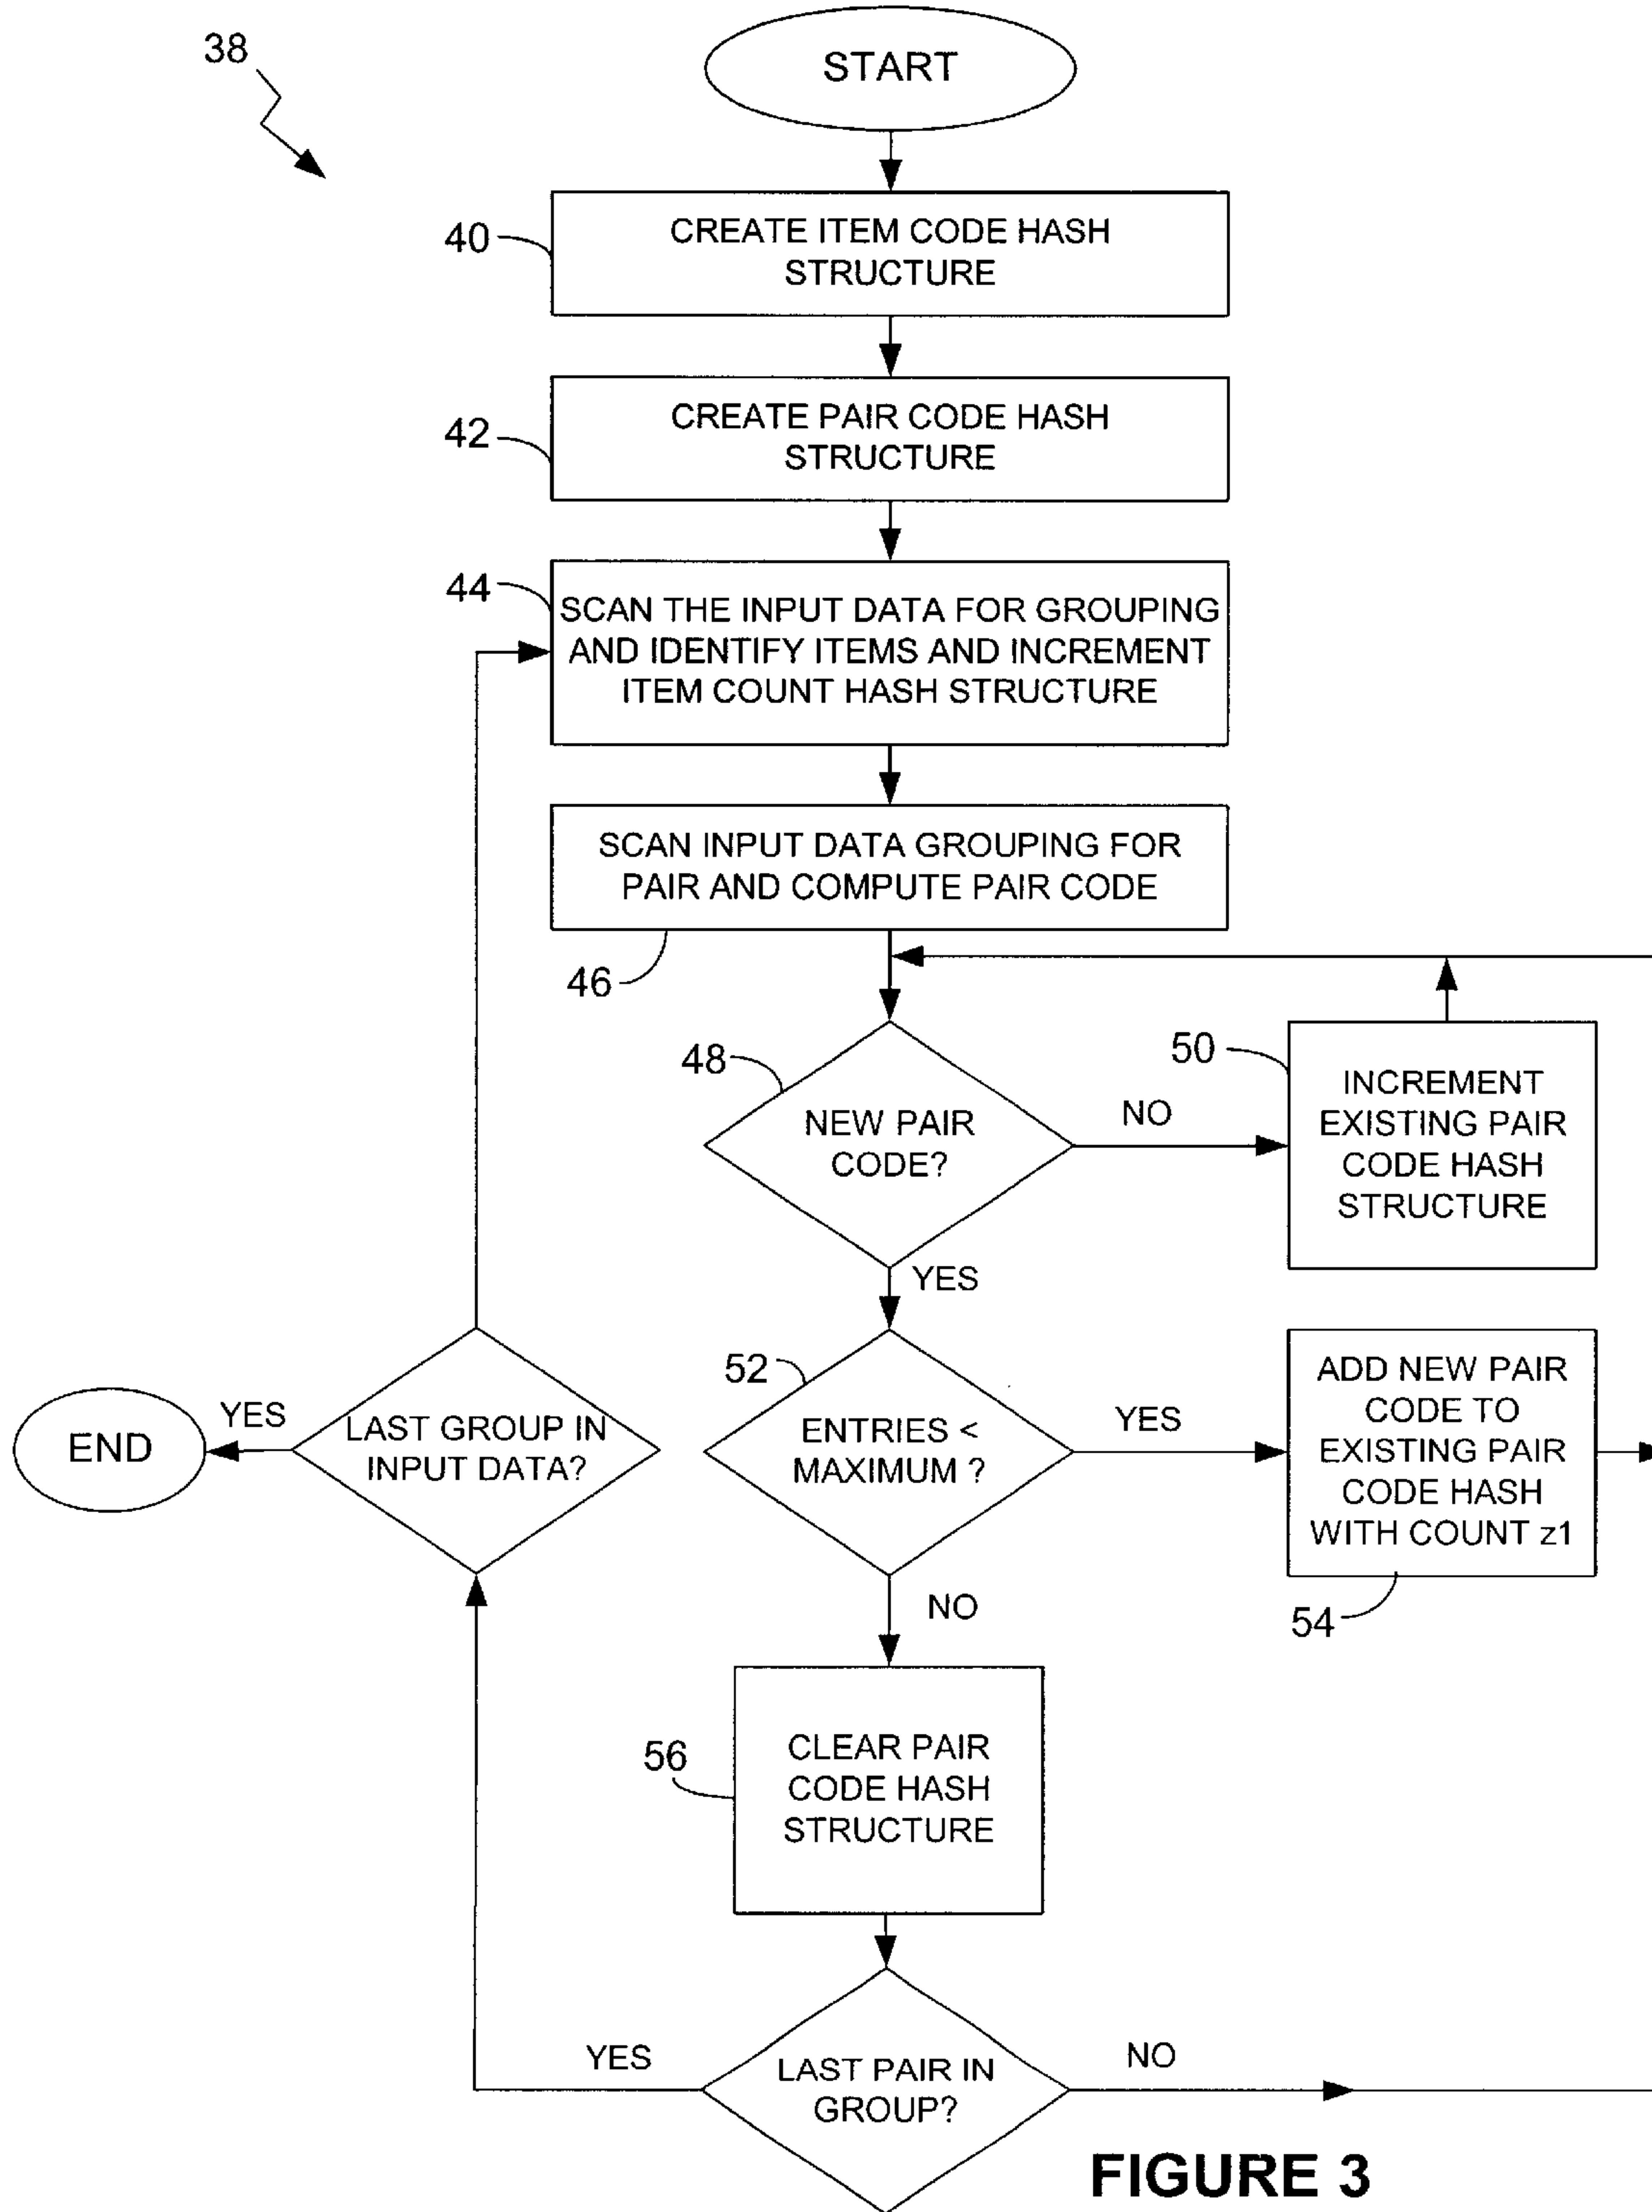 38
START
40
CREATE ITEM CODE HASH
STRUCTURE
42
CREATE PAIR CODE HASH
STRUCTURE
44
SCAN THE INPUT DATA FOR GROUPING
AND IDENTIFY ITEMS AND INCREMENT
ITEM COUNT HASH STRUCTURE
SCAN INPUT DATA GROUPING FOR
PAIR AND COMPUTE PAIR CODE
46
48
NEW PAIR
CODE?
NO
50
INCREMENT
EXISTING PAIR
CODE HASH
STRUCTURE
YES
52
ENTRIES <
MAXIMUM ?
YES
ADD NEW PAIR
CODE TO
EXISTING PAIR
CODE HASH
WITH COUNT z1
54
END
YES
LAST GROUP IN
INPUT DATA?
NO
56
CLEAR PAIR
CODE HASH
STRUCTURE
YES
LAST PAIR IN
GROUP?
NO
FIGURE 3